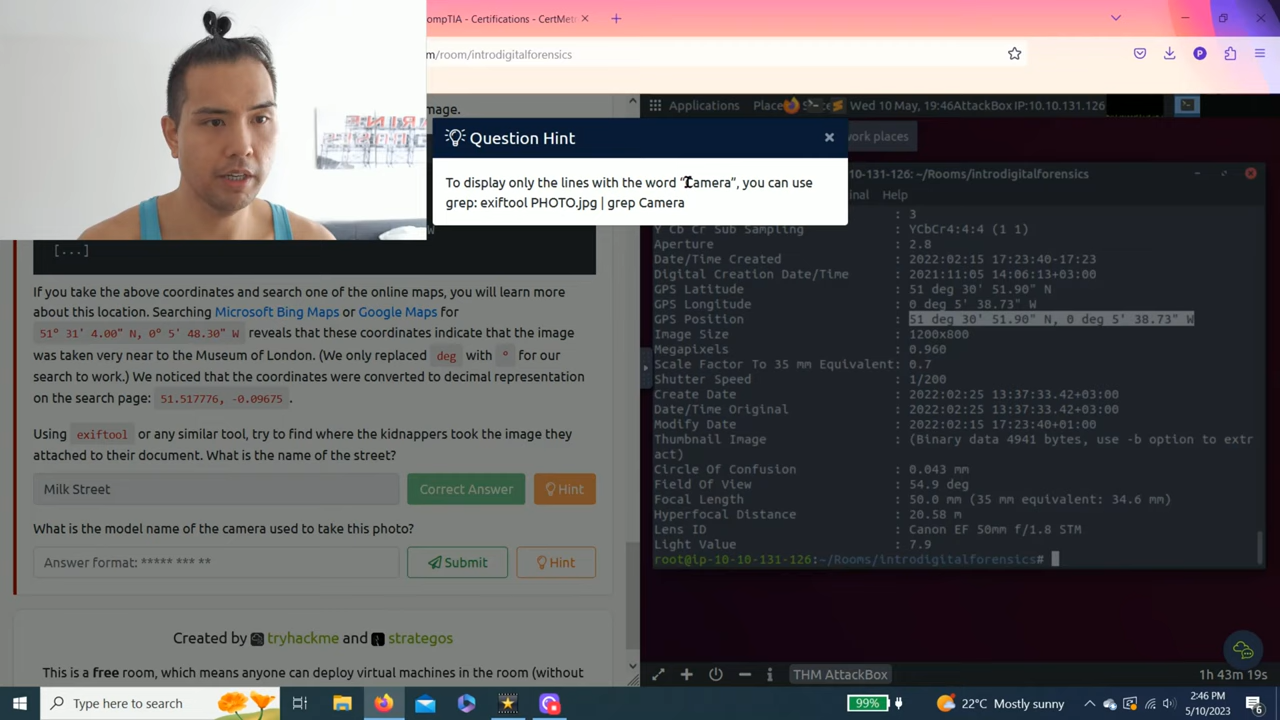 ompTIA - Certifications - CertMet
m/room/introdigitalforensics
mage.
Applications Place Wed 10 May, 19:46 AttackBox IP:10.10.131.126
Question Hint
To display only the lines with the word "Camera", you can use
grep: exiftool PHOTO.jpg | grep Camera
work places
10-131-126: ~/Rooms/introdigitalforensics
inal Help
[...]
If you take the above coordinates and search one of the online maps, you will learn more
about this location. Searching Microsoft Bing Maps or Google Maps for
51° 31' 4.00" N, 0° 5' 48.30" W reveals that these coordinates indicate that the image
was taken very near to the Museum of London. (We only replaced deg with ° for our
search to work.) We noticed that the coordinates were converted to decimal representation
on the search page: 51.517776, -0.09675.
Using exiftool or any similar tool, try to find where the kidnappers took the image they
attached to their document. What is the name of the street?
Milk Street Correct Answer Hint
What is the model name of the camera used to take this photo?
Answer format: ***** *** ** Submit Hint
Created by tryhackme and strategos
This is a free room, which means anyone can deploy virtual machines in the room (without
: 3
Y Cb Cr Sub Sampling : YCbCr4:4:4 (1 1)
Aperture : 2.8
Date/Time Created : 2022:02:15 17:23:40-17:23
Digital Creation Date/Time : 2021:11:05 14:06:13+03:00
GPS Latitude : 51 deg 30' 51.90" N
GPS Longitude : 0 deg 5' 38.73" W
GPS Position : 51 deg 30' 51.90" N, 0 deg 5' 38.73" W
Image Size : 1200x800
Megapixels : 0.960
Scale Factor To 35 mm Equivalent: 0.7
Shutter Speed : 1/200
Create Date : 2022:02:25 13:37:33.42+03:00
Date/Time Original : 2022:02:25 13:37:33.42+03:00
Modify Date : 2022:02:15 17:23:40+01:00
Thumbnail Image : (Binary data 4941 bytes, use -b option to extr
act)
Circle Of Confusion : 0.043 mm
Field Of View : 54.9 deg
Focal Length : 50.0 mm (35 mm equivalent: 34.6 mm)
Hyperfocal Distance : 20.58 m
Lens ID : Canon EF 50mm f/1.8 STM
Light Value : 7.9
root@ip-10-10-131-126:~/Rooms/introdigitalforensics#
THM AttackBox 1h 43m 19s
Type here to search 99% 22°C Mostly sunny 2:46 PM
5/10/2023 6